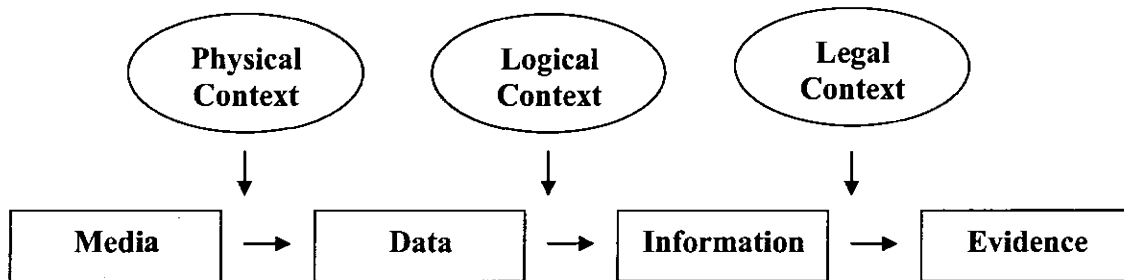 Physical
Context
Logical
Context
Legal
Context
Media
Data
Information
Evidence